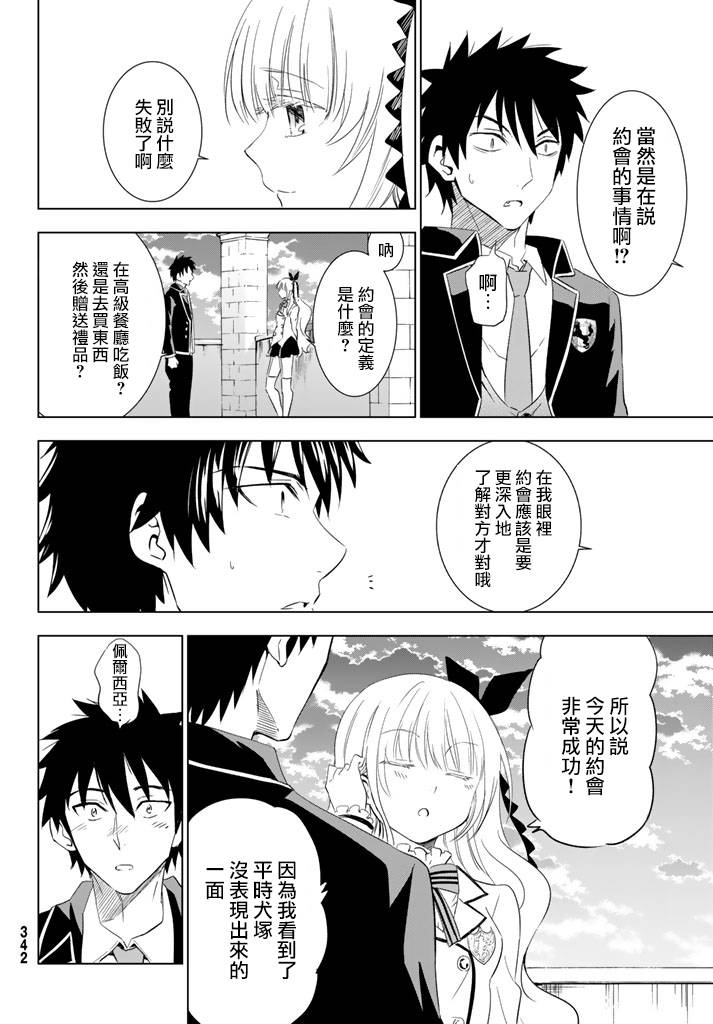 當然是在説
約會的事情啊!?
啊…
別説什麼
失敗了啊
吶
約會的定義
是什麼?
在高級餐廳吃飯?
還是去買東西
然後贈送禮品?
在我眼裡
約會應該是要
更深入地
了解對方才對哦
所以説
今天的約會
非常成功!
因為我看到了
平時犬塚
沒表現出來的
一面
佩爾西亞…
342